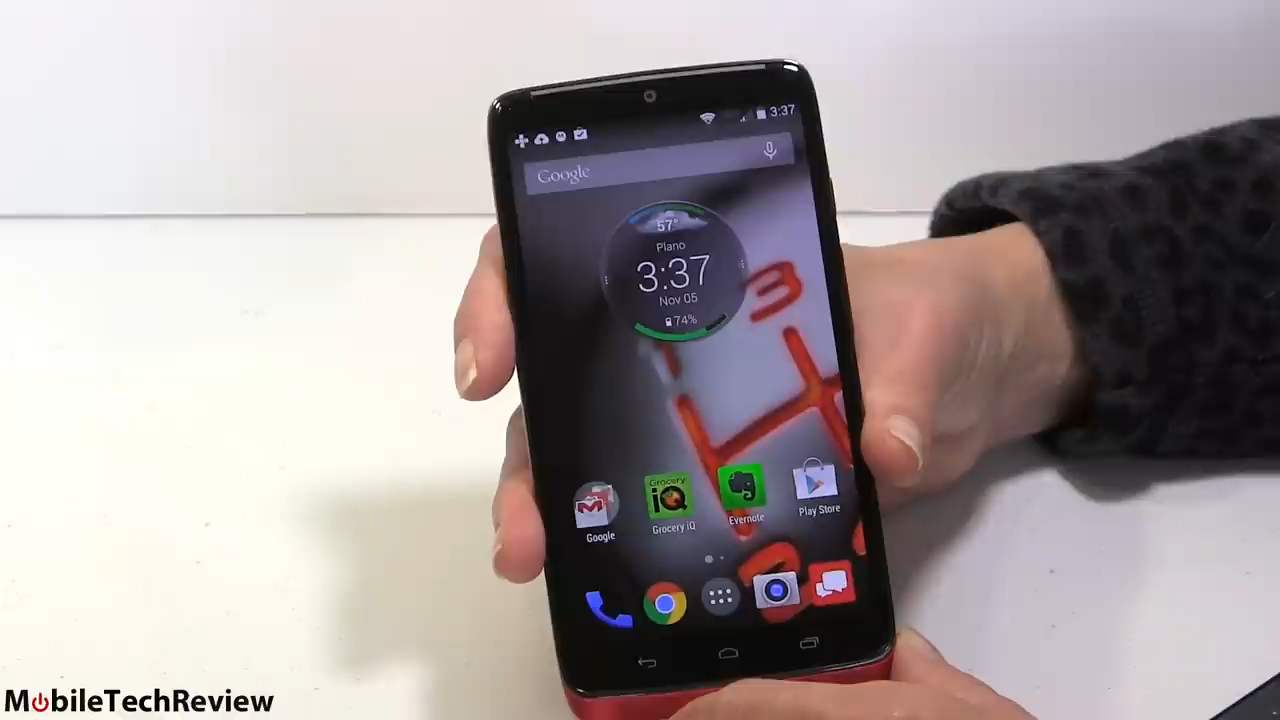 3:37
Google
57°
Plano
3:37
Nov 05
74%
3
Grocery
iQ
Google
Grocery iQ
Evernote
Play Store
MobileTechReview